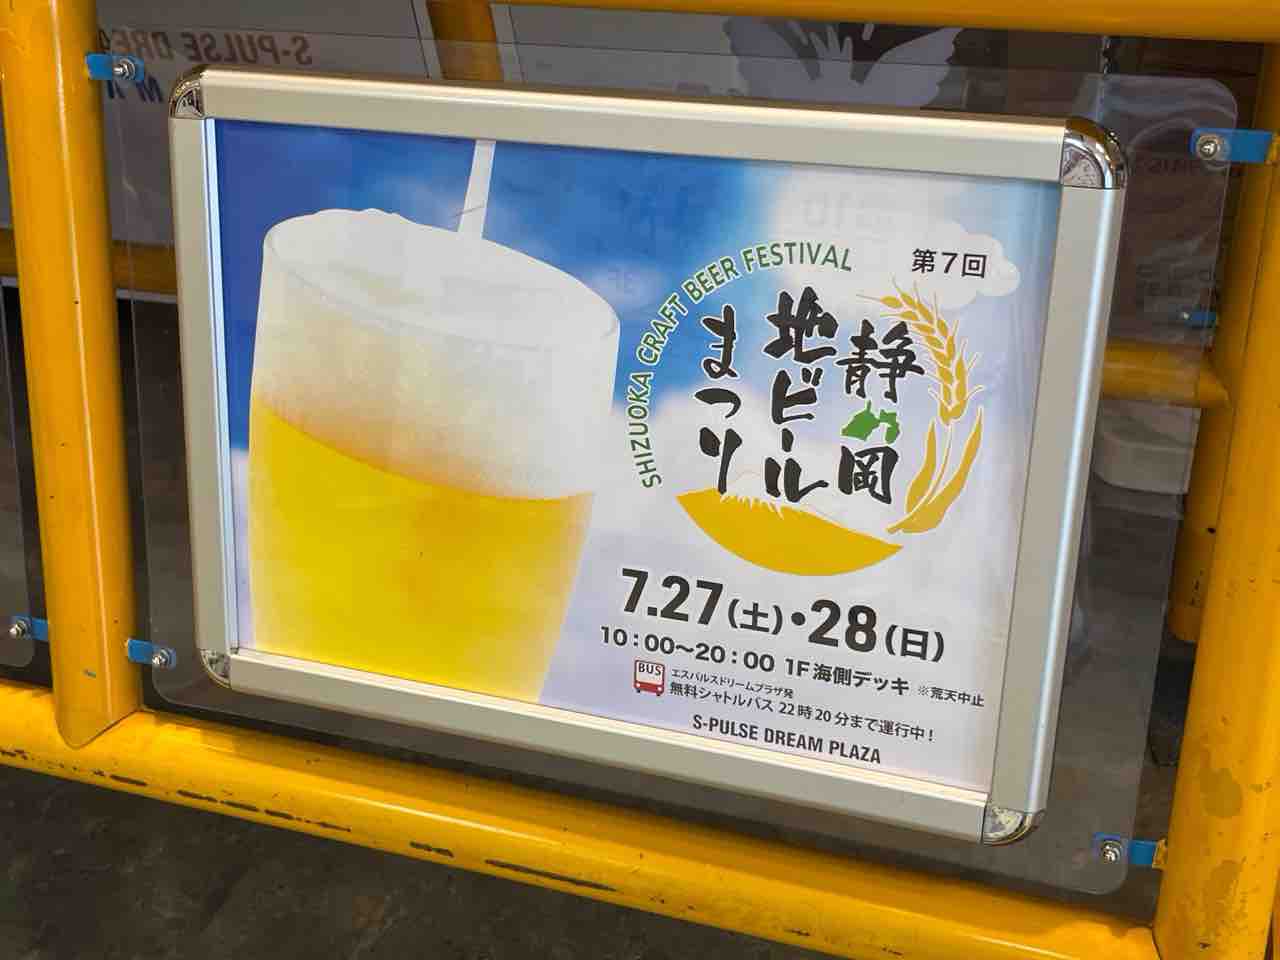 S-PULSE DRE
SHIZUOKA CRAFT BEER FESTIVAL
第7回
静岡
地ビール
まつり
7.27(土)・28(日)
10:00〜20:00 1F 海側デッキ ※荒天中止
BUS
エスパルスドリームプラザ発
無料シャトルバス 22時20分まで運行中!
S-PULSE DREAM PLAZA